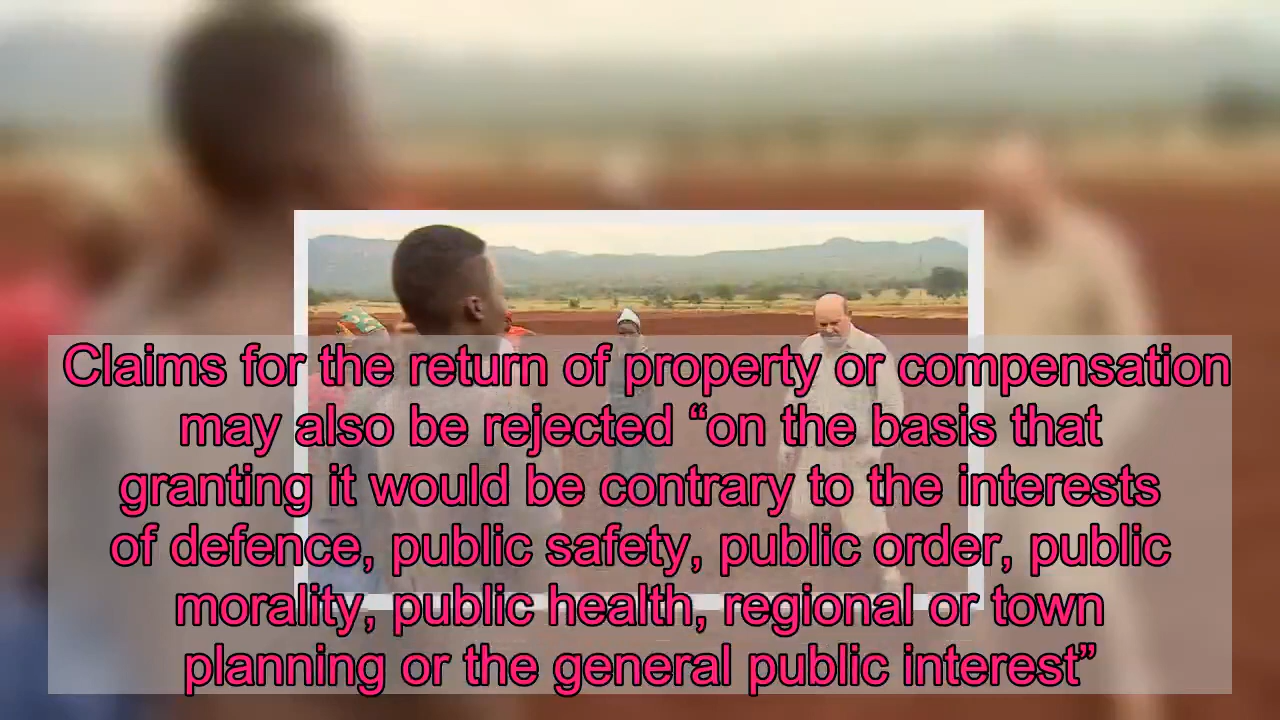 Claims for the return of property or compensation
may also be rejected “on the basis that
granting it would be contrary to the interests
of defence, public safety, public order, public
morality, public health, regional or town
planning or the general public interest”